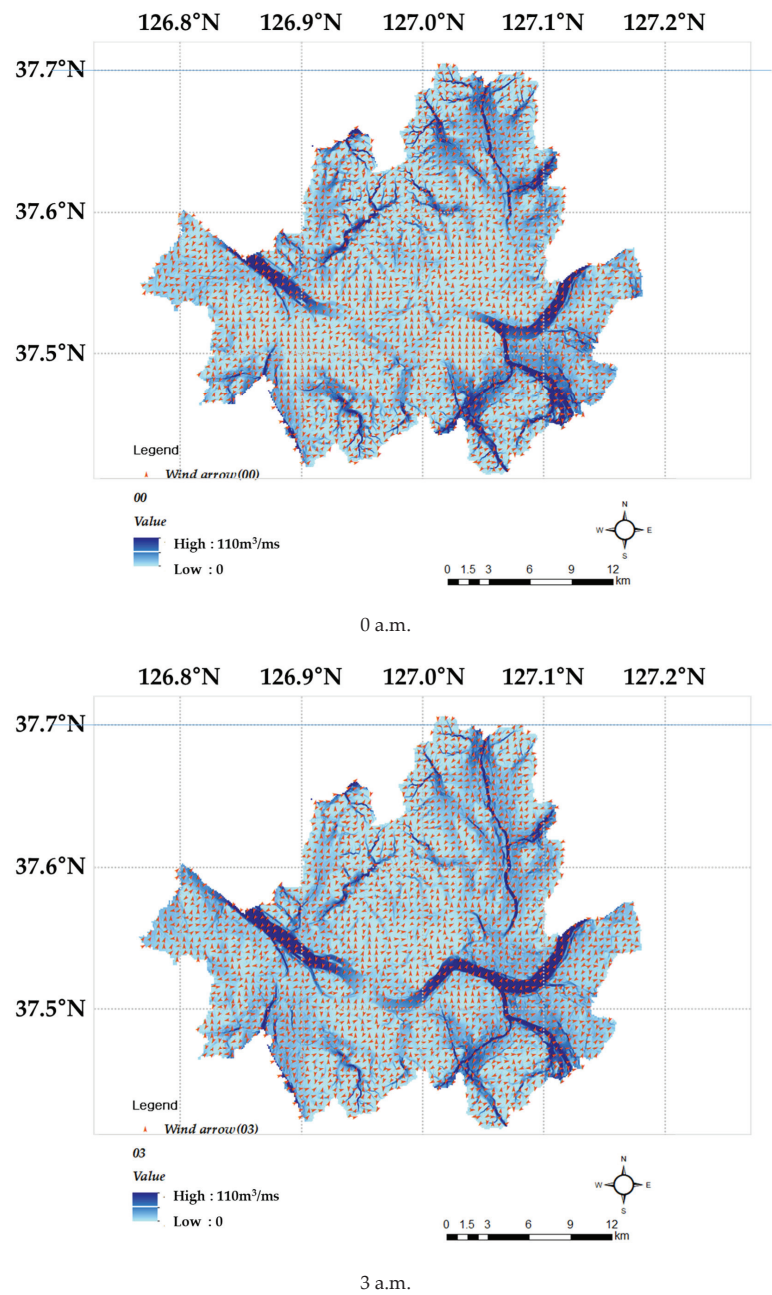 126.8°N 126.9°N 127.0°N 127.1°N 127.2°N
37.7°N
37.6°N
37.5°N
Legend
Wind arrow(00)
00
Value
High : 110m³/ms
Low : 0
N
W E
S
0 1.5 3 6 9 12
km
0 a.m.
126.8°N 126.9°N 127.0°N 127.1°N 127.2°N
37.7°N
37.6°N
37.5°N
Legend
Wind arrow(03)
03
Value
High : 110m³/ms
Low : 0
N
W E
S
0 1.5 3 6 9 12
km
3 a.m.